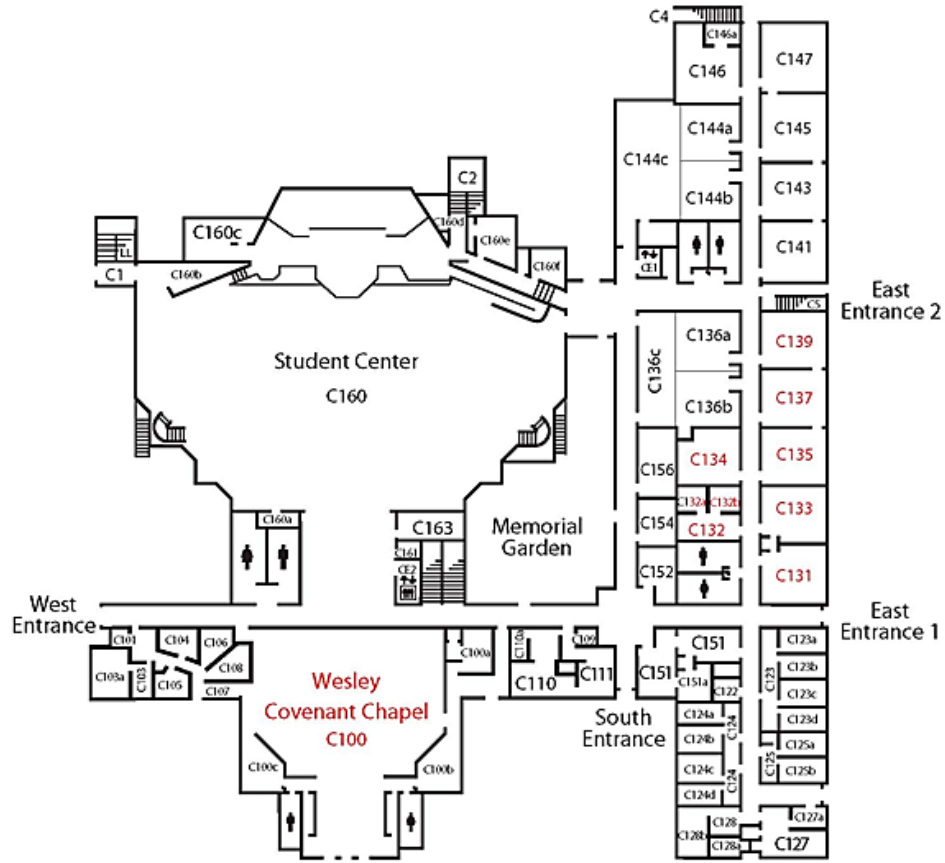 C4
C146a
C146
C147
C144a
C145
C144c
C144b
C143
C2
C160d
C160c
C160e
C160f
C141
CE1
LL
C1
C160b
C5
East
Entrance 2
C136a
C139
C136c
Student Center
C160
C137
C136b
C134
C135
C156
C132a
C132b
C133
C132
C154
C160a
C163
C161
CE2
Memorial
Garden
C152
C131
West
Entrance
East
Entrance 1
C101
C104
C106
C108
C103a
C103
C105
C107
C100a
C110a
C109
C110
C111
C151
C151
C151a
C122
C123
C123a
C123b
C123c
C123d
Wesley
Covenant Chapel
C100
South
Entrance
C124a
C124
C124b
C124c
C124
C124d
C125
C125a
C125b
C100c
C100b
C128
C128b
C128a
C127a
C127